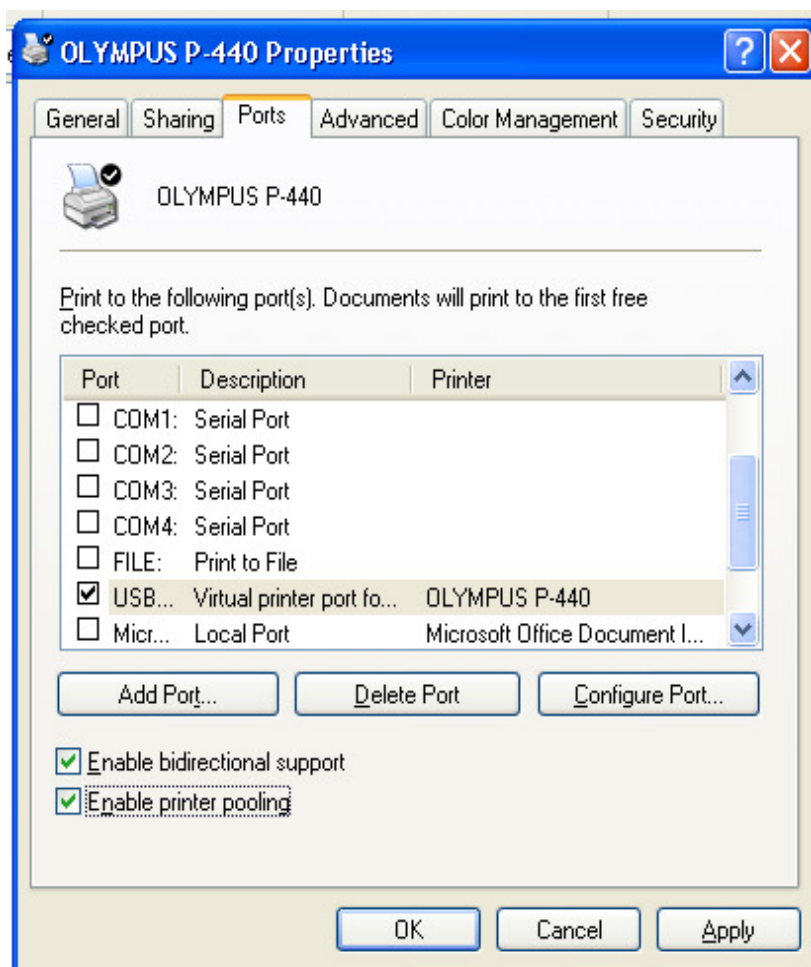 OLYMPUS P-440 Properties
General Sharing Ports Advanced Color Management Security
OLYMPUS P-440
Print to the following port(s). Documents will print to the first free
checked port.
Port Description Printer
COM1: Serial Port
COM2: Serial Port
COM3: Serial Port
COM4: Serial Port
FILE: Print to File
USB... Virtual printer port fo... OLYMPUS P-440
Micr... Local Port Microsoft Office Document I...
Add Port... Delete Port Configure Port...
Enable bidirectional support
Enable printer pooling
OK Cancel Apply